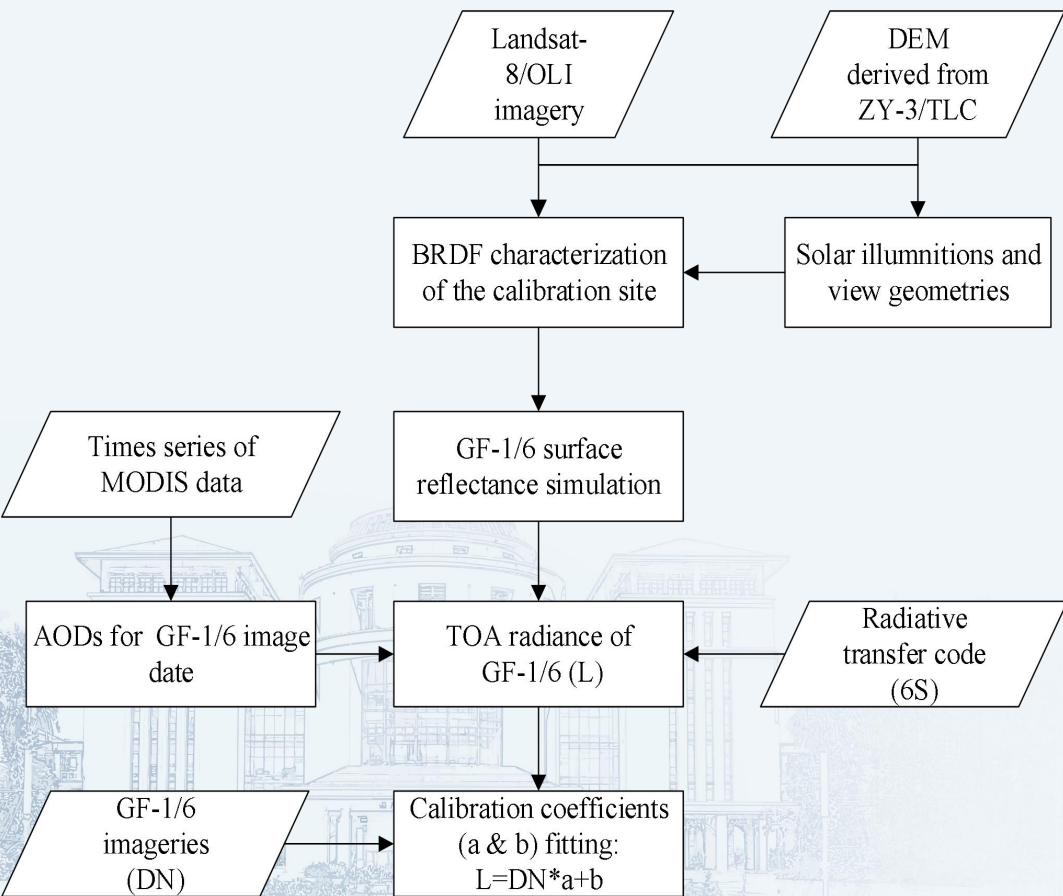 Landsat-
8/OLI
imagery
DEM
derived from
ZY-3/TLC
BRDF characterization
of the calibration site
Solar illumnitions and
view geometries
Times series of
MODIS data
GF-1/6 surface
reflectance simulation
AODs for GF-1/6 image
date
TOA radiance of
GF-1/6 (L)
Radiative
transfer code
(6S)
GF-1/6
imageries
(DN)
Calibration coefficients
(a & b) fitting:
L=DN*a+b